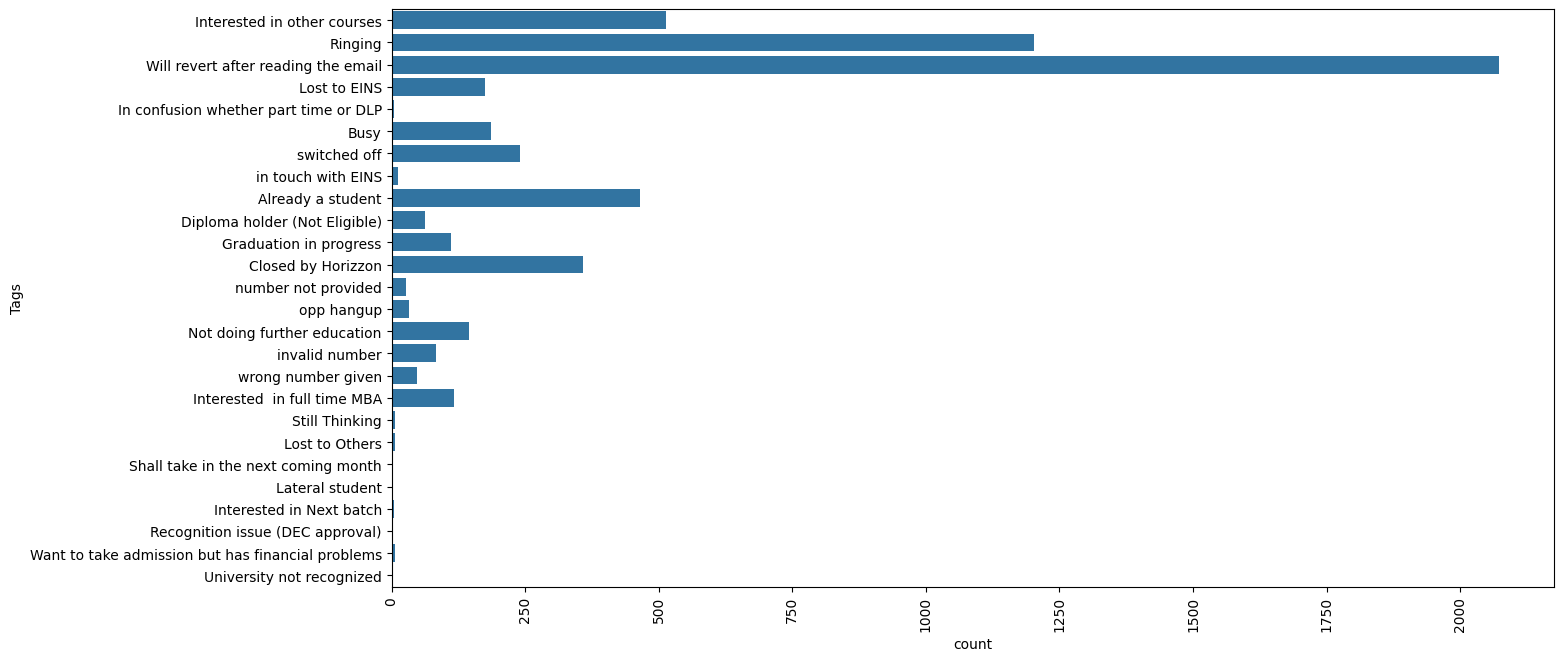 Interested in other courses
Ringing
Will revert after reading the email
Lost to EINS
In confusion whether part time or DLP
Busy
switched off
in touch with EINS
Already a student
Diploma holder (Not Eligible)
Graduation in progress
Closed by Horizzon
number not provided
opp hangup
Not doing further education
invalid number
wrong number given
Interested  in full time MBA
Still Thinking
Lost to Others
Shall take in the next coming month
Lateral student
Interested in Next batch
Recognition issue (DEC approval)
Want to take admission but has financial problems
University not recognized
Tags
0 250 500 750 1000 1250 1500 1750 2000
count